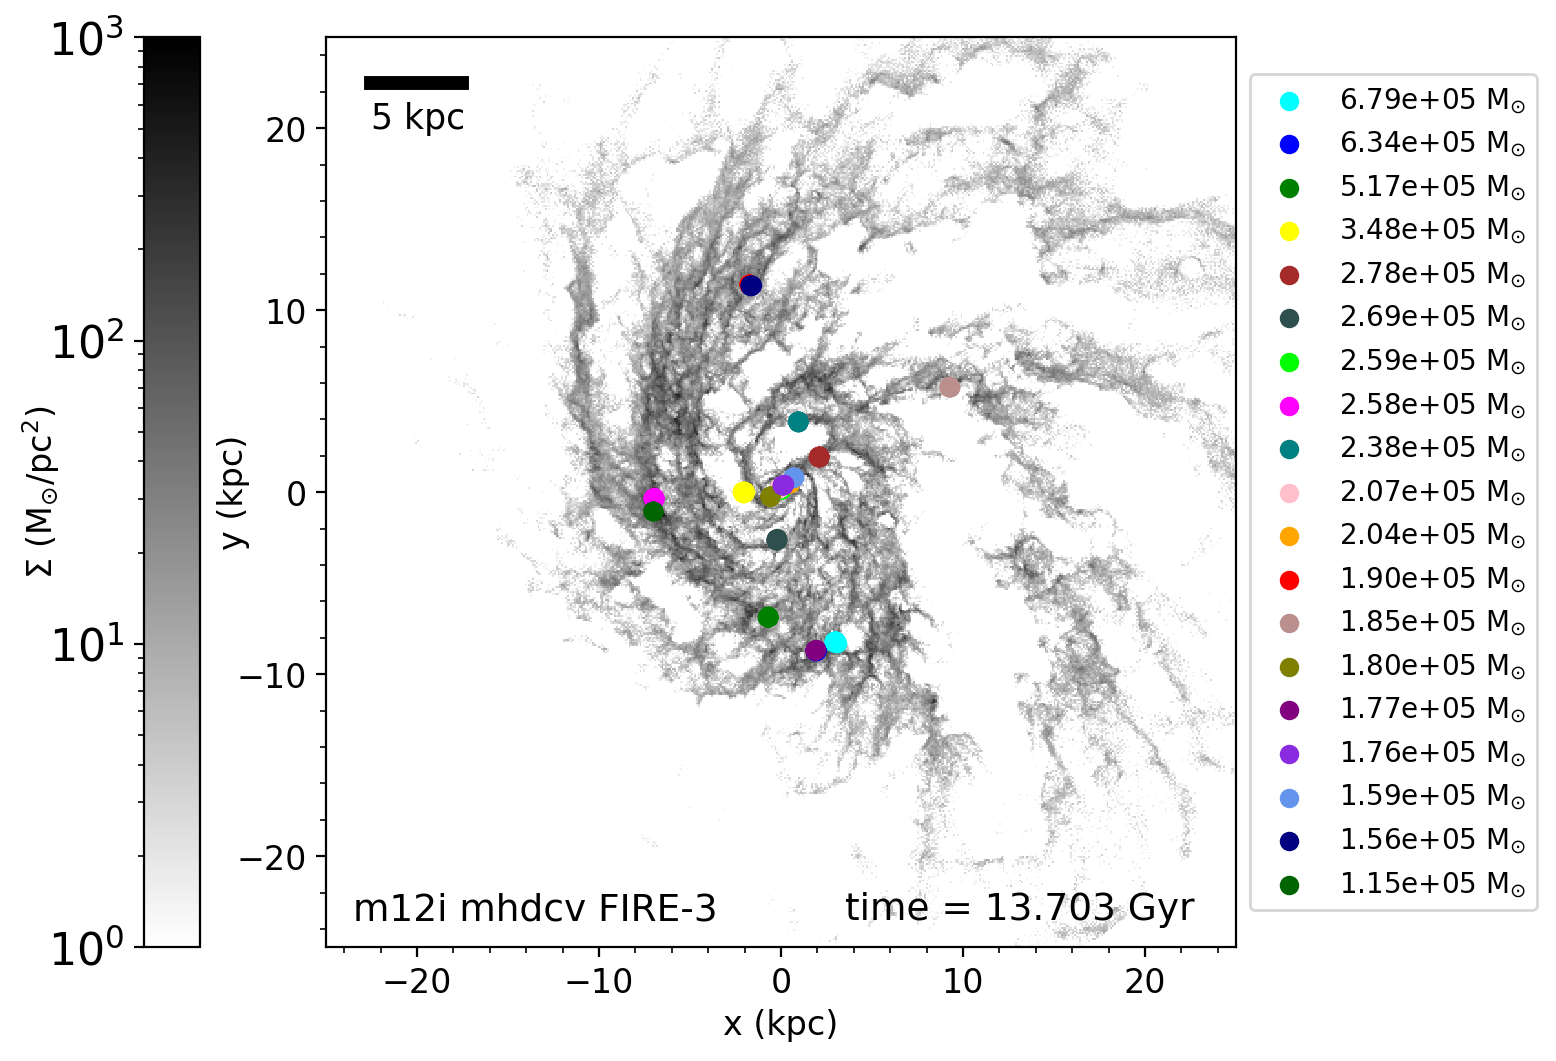 10³
10²
10¹
10⁰
Σ (M⊙/pc²)
y (kpc)
20
10
0
−10
−20
5 kpc
m12i mhdcv FIRE-3
time = 13.703 Gyr
−20
−10
0
10
20
x (kpc)
6.79e+05 M⊙
6.34e+05 M⊙
5.17e+05 M⊙
3.48e+05 M⊙
2.78e+05 M⊙
2.69e+05 M⊙
2.59e+05 M⊙
2.58e+05 M⊙
2.38e+05 M⊙
2.07e+05 M⊙
2.04e+05 M⊙
1.90e+05 M⊙
1.85e+05 M⊙
1.80e+05 M⊙
1.77e+05 M⊙
1.76e+05 M⊙
1.59e+05 M⊙
1.56e+05 M⊙
1.15e+05 M⊙